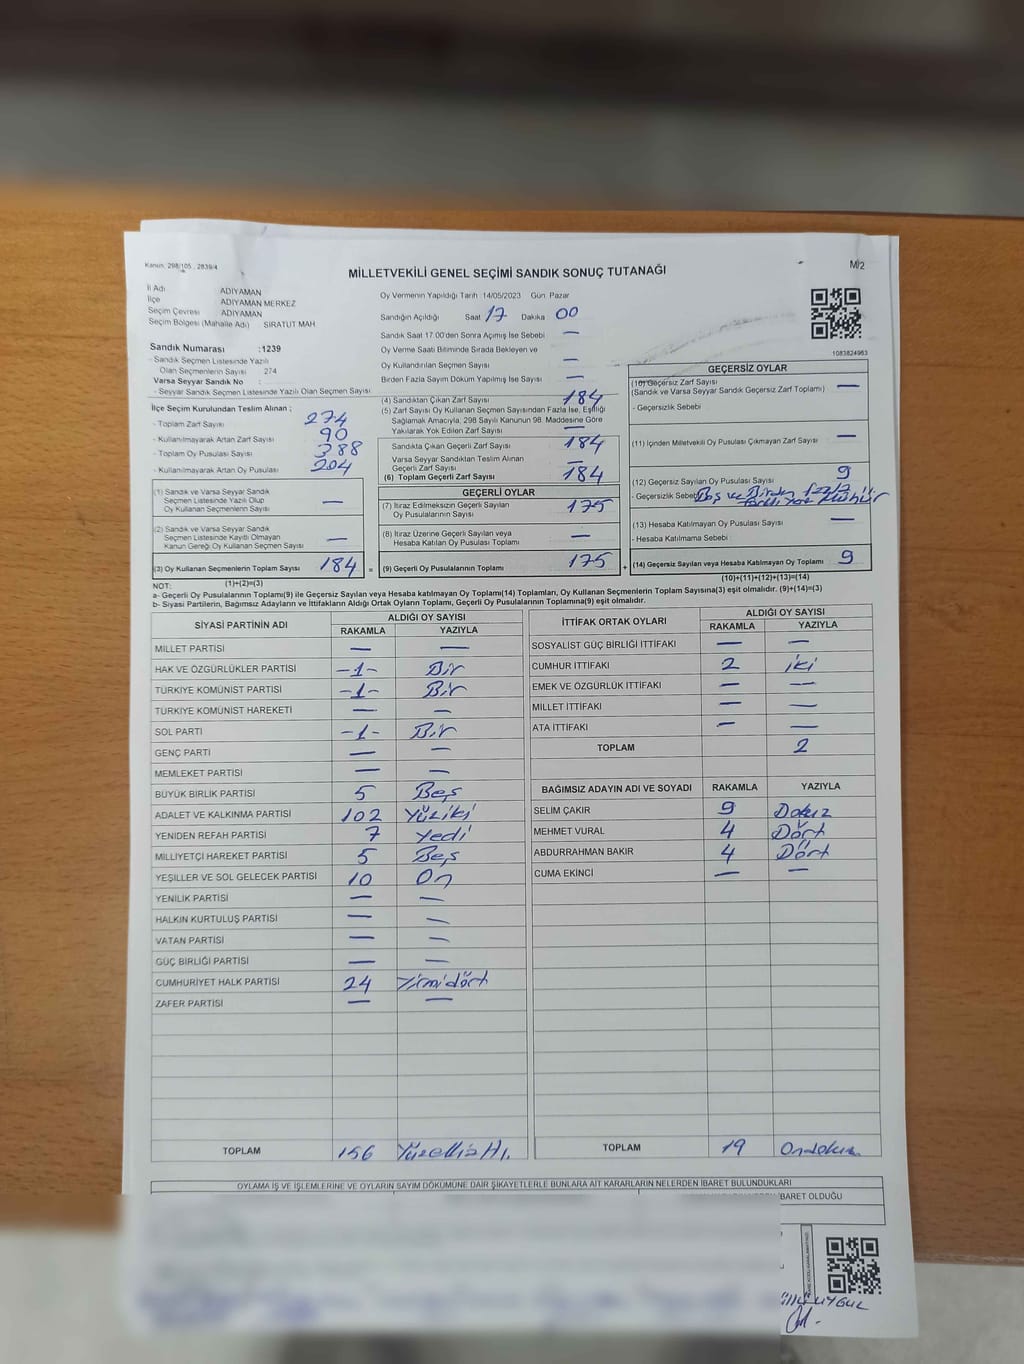 Kanun, 298/105 , 2839/4
MİLLETVEKİLİ GENEL SEÇİMİ SANDIK SONUÇ TUTANAĞI
M/2
İl Adı ADIYAMAN
İlçe ADIYAMAN MERKEZ
Seçim Çevresi ADIYAMAN
Seçim Bölgesi (Mahalle Adı) SIRATUT MAH
Oy Vermenin Yapıldığı Tarih 14/05/2023 Gün. Pazar
Sandığın Açıldığı Saat 17 Dakika 00
Sandık Saat 17.00'den Sonra Açılmış İse Sebebi —
Oy Verme Saati Bitiminde Sırada Bekleyen ve
Oy Kullandırılan Seçmen Sayısı —
Birden Fazla Sayım Döküm Yapılmış İse Sayısı —
1083824963
Sandık Numarası :1239
- Sandık Seçmen Listesinde Yazılı
Olan Seçmenlerin Sayısı 274
Varsa Seyyar Sandık No :
- Seyyar Sandık Seçmen Listesinde Yazılı Olan Seçmen Sayısı
İlçe Seçim Kurulundan Teslim Alınan ;
- Toplam Zarf Sayısı 274
- Kullanılmayarak Artan Zarf Sayısı 90
- Toplam Oy Pusulası Sayısı 388
- Kullanılmayarak Artan Oy Pusulası 204
(1) Sandık ve Varsa Seyyar Sandık
Seçmen Listesinde Yazılı Olup
Oy Kullanan Seçmenlerin Sayısı —
(2) Sandık ve Varsa Seyyar Sandık
Seçmen Listesinde Kayıtlı Olmayan
Kanun Gereği Oy Kullanan Seçmen Sayısı —
(3) Oy Kullanan Seçmenlerin Toplam Sayısı 184 =
(1)+(2)=(3)
(4) Sandıktan Çıkan Zarf Sayısı 184
(5) Zarf Sayısı Oy Kullanan Seçmen Sayısından Fazla İse, Eşitliği
Sağlamak Amacıyla, 298 Sayılı Kanunun 98. Maddesine Göre
Yakılarak Yok Edilen Zarf Sayısı —
Sandıkta Çıkan Geçerli Zarf Sayısı 184
Varsa Seyyar Sandıktan Teslim Alınan
Geçerli Zarf Sayısı —
(6) Toplam Geçerli Zarf Sayısı 184
GEÇERLİ OYLAR
(7) İtiraz Edilmeksizin Geçerli Sayılan
Oy Pusulalarının Sayısı 175
(8) İtiraz Üzerine Geçerli Sayılan veya
Hesaba Katılan Oy Pusulası Toplamı —
(9) Geçerli Oy Pusulalarının Toplamı 175 +
GEÇERSİZ OYLAR
(10) Geçersiz Zarf Sayısı
(Sandık ve Varsa Seyyar Sandık Geçersiz Zarf Toplamı) —
- Geçersizlik Sebebi
(11) İçinden Milletvekili Oy Pusulası Çıkmayan Zarf Sayısı —
(12) Geçersiz Sayılan Oy Pusulası Sayısı 9
- Geçersizlik Sebebi Boş ve Birden fazla
Mühür
(13) Hesaba Katılmayan Oy Pusulası Sayısı —
- Hesaba Katılmama Sebebi
(14) Geçersiz Sayılan veya Hesaba Katılmayan Oy Toplamı 9
(10)+(11)+(12)+(13)=(14)
NOT:
a- Geçerli Oy Pusulalarının Toplamı(9) ile Geçersiz Sayılan veya Hesaba Katılmayan Oy Toplamı(14) Toplamları, Oy Kullanan Seçmenlerin Toplam Sayısına(3) eşit olmalıdır. (9)+(14)=(3)
b- Siyasi Partilerin, Bağımsız Adayların ve İttifakların Aldığı Ortak Oyların Toplamı, Geçerli Oy Pusulalarının Toplamına(9) eşit olmalıdır.
SİYASİ PARTİNİN ADI
ALDIĞI OY SAYISI
RAKAMLA YAZIYLA
MİLLET PARTİSİ — —
HAK VE ÖZGÜRLÜKLER PARTİSİ -1- Bir
TÜRKİYE KOMÜNİST PARTİSİ -1- Bir
TÜRKİYE KOMÜNİST HAREKETİ — —
SOL PARTİ -1- Bir
GENÇ PARTİ — —
MEMLEKET PARTİSİ — —
BÜYÜK BİRLİK PARTİSİ 5 Beş
ADALET VE KALKINMA PARTİSİ 102 Yüziki
YENİDEN REFAH PARTİSİ 7 Yedi
MİLLİYETÇİ HAREKET PARTİSİ 5 Beş
YEŞİLLER VE SOL GELECEK PARTİSİ 10 On
YENİLİK PARTİSİ — —
HALKIN KURTULUŞ PARTİSİ — —
VATAN PARTİSİ — —
GÜÇ BİRLİĞİ PARTİSİ — —
CUMHURİYET HALK PARTİSİ 24 Yirmidört
ZAFER PARTİSİ — —
TOPLAM 156 Yüzellialtı.
İTTİFAK ORTAK OYLARI
ALDIĞI OY SAYISI
RAKAMLA YAZIYLA
SOSYALİST GÜÇ BİRLİĞİ İTTİFAKI — —
CUMHUR İTTİFAKI 2 iki
EMEK VE ÖZGÜRLÜK İTTİFAKI — —
MİLLET İTTİFAKI — —
ATA İTTİFAKI — —
TOPLAM 2
BAĞIMSIZ ADAYIN ADI VE SOYADI RAKAMLA YAZIYLA
SELİM ÇAKIR 9 Dokuz
MEHMET VURAL 4 Dört
ABDURRAHMAN BAKIR 4 Dört
CUMA EKİNCİ — —
TOPLAM 19 Ondokuz
OYLAMA İŞ VE İŞLEMLERİNE VE OYLARIN SAYIM DÖKÜMÜNE DAİR ŞİKAYETLERLE BUNLARA AİT KARARLARIN NELERDEN İBARET BULUNDUKLARI
İBARET OLDUĞU
UYGUL